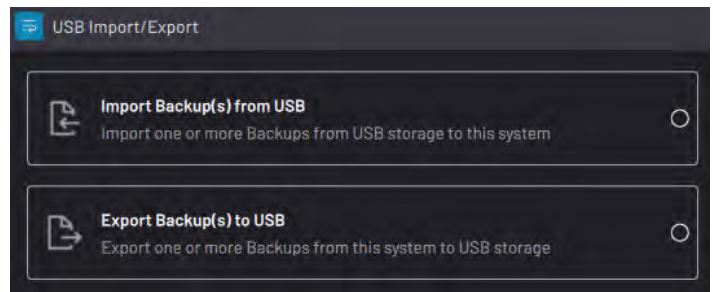 USB Import/Export
Import Backup(s) from USB
Import one or more Backups from USB storage to this system
Export Backup(s) to USB
Export one or more Backups from this system to USB storage